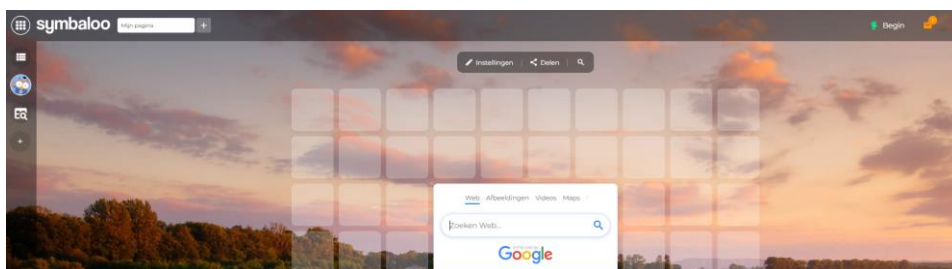 symbaloo Mijn pagina + Begin
Instellingen Delen
Web Afbeeldingen Videos Maps
Zoeken Web..
Google